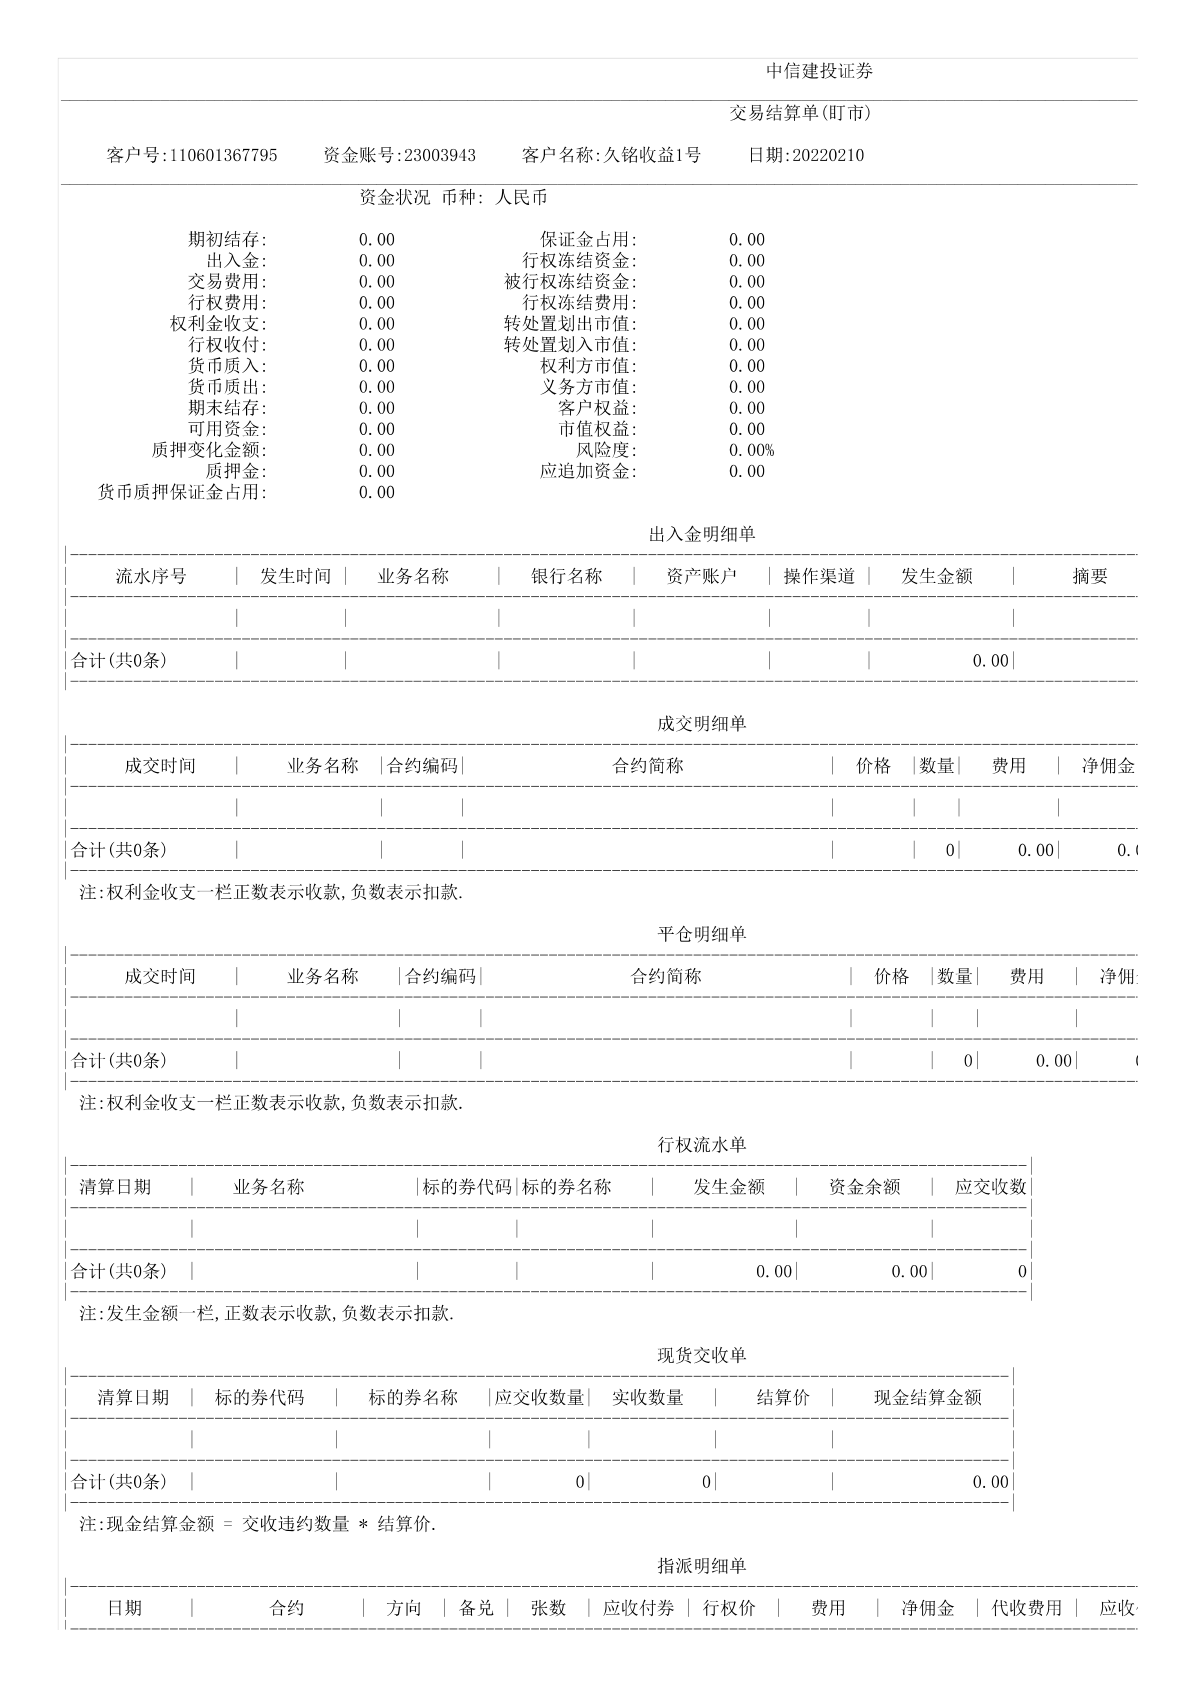 中信建投证券
交易结算单(盯市)
客户号:110601367795 资金账号:23003943 客户名称:久铭收益1号 日期:20220210
资金状况 币种: 人民币
期初结存: 0.00 保证金占用: 0.00
出入金: 0.00 行权冻结资金: 0.00
交易费用: 0.00 被行权冻结资金: 0.00
行权费用: 0.00 行权冻结费用: 0.00
权利金收支: 0.00 转处置划出市值: 0.00
行权收付: 0.00 转处置划入市值: 0.00
货币质入: 0.00 权利方市值: 0.00
货币质出: 0.00 义务方市值: 0.00
期末结存: 0.00 客户权益: 0.00
可用资金: 0.00 市值权益: 0.00
质押变化金额: 0.00 风险度: 0.00%
质押金: 0.00 应追加资金: 0.00
货币质押保证金占用: 0.00
出入金明细单
流水序号 | 发生时间 | 业务名称 | 银行名称 | 资产账户 | 操作渠道 | 发生金额 | 摘要
合计(共0条) 0.00
成交明细单
成交时间 | 业务名称 |合约编码| 合约简称 | 价格 |数量| 费用 | 净佣金
合计(共0条) 0 0.00 0.
注:权利金收支一栏正数表示收款,负数表示扣款.
平仓明细单
成交时间 | 业务名称 |合约编码| 合约简称 | 价格 |数量| 费用 | 净佣
合计(共0条) 0 0.00
注:权利金收支一栏正数表示收款,负数表示扣款.
行权流水单
清算日期 | 业务名称 |标的券代码|标的券名称 | 发生金额 | 资金余额 | 应交收数|
合计(共0条) 0.00 0.00 0
注:发生金额一栏,正数表示收款,负数表示扣款.
现货交收单
清算日期 | 标的券代码 | 标的券名称 |应交收数量| 实收数量 | 结算价 | 现金结算金额 |
合计(共0条) 0 0 0.00
注:现金结算金额 = 交收违约数量 * 结算价.
指派明细单
日期 | 合约 | 方向 | 备兑 | 张数 | 应收付券 | 行权价 | 费用 | 净佣金 | 代收费用 | 应收